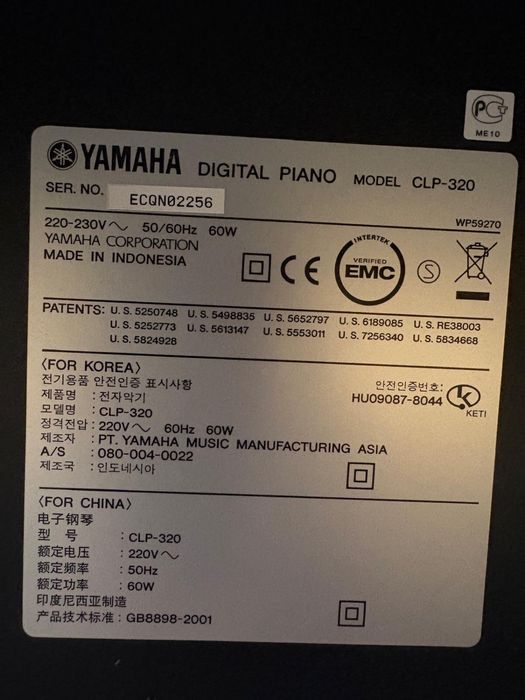 PCT
ME10
YAMAHA DIGITAL PIANO MODEL CLP-320
SER. NO. ECQN02256
WP59270
220-230V~ 50/60Hz 60W
YAMAHA CORPORATION
MADE IN INDONESIA
CE
INTERTEK
VERIFIED
EMC
S
PATENTS: U. S. 5250748 U. S. 5498835 U. S. 5652797 U. S. 6189085 U. S. RE38003
U. S. 5252773 U. S. 5613147 U. S. 5553011 U. S. 7256340 U. S. 5834668
U. S. 5824928
〈FOR KOREA〉
전기용품 안전인증 표시사항
제품명 : 전자악기
모델명 : CLP-320
정격전압 : 220V~ 60Hz 60W
제조자 : PT. YAMAHA MUSIC MANUFACTURING ASIA
A/S : 080-004-0022
제조국 : 인도네시아
안전인증번호:
HU09087-8044
KETI
〈FOR CHINA〉
电子钢琴
型 号 : CLP-320
额定电压 : 220V~
额定频率 : 50Hz
额定功率 : 60W
印度尼西亚制造
产品技术标准 : GB8898-2001